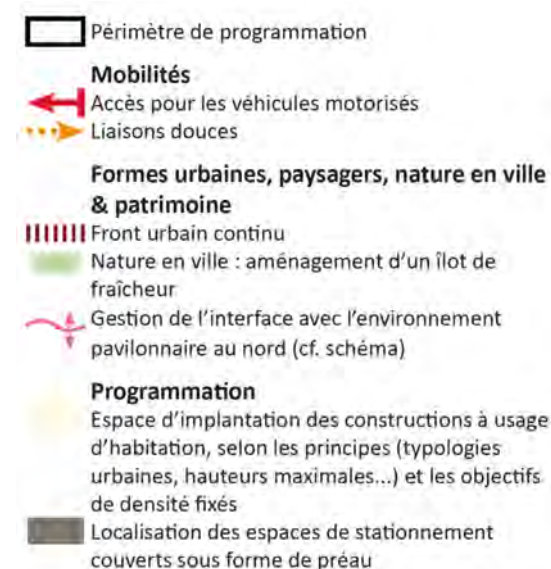 Périmètre de programmation
Mobilités
Accès pour les véhicules motorisés
Liaisons douces
Formes urbaines, paysagers, nature en ville
& patrimoine
Front urbain continu
Nature en ville : aménagement d'un îlot de
fraîcheur
Gestion de l'interface avec l'environnement
pavilonnaire au nord (cf. schéma)
Programmation
Espace d'implantation des constructions à usage
d'habitation, selon les principes (typologies
urbaines, hauteurs maximales...) et les objectifs
de densité fixés
Localisation des espaces de stationnement
couverts sous forme de préau